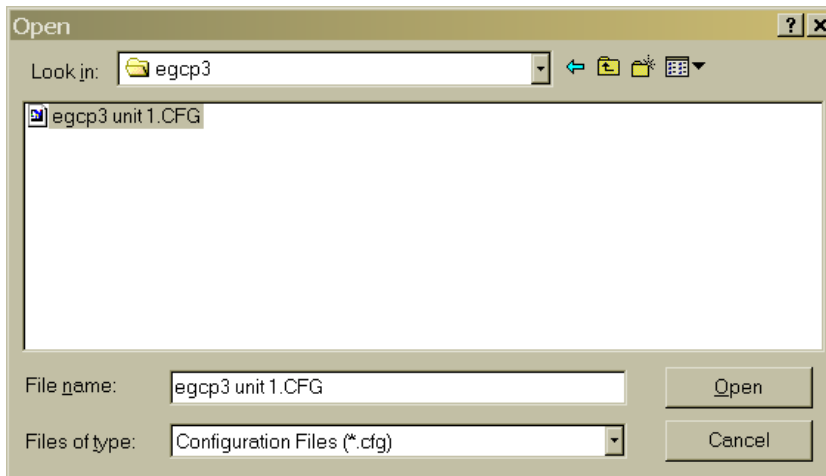 Open
Look in: egcp3
egcp3 unit 1.CFG
File name: egcp3 unit 1.CFG Open
Files of type: Configuration Files (*.cfg) Cancel